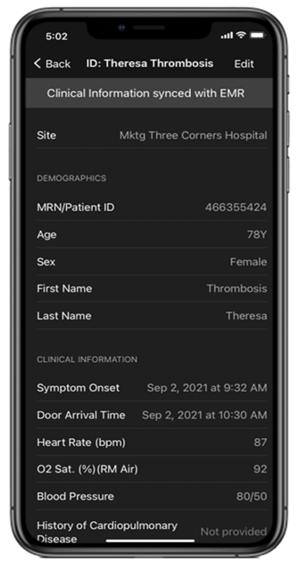 5:02
Back ID: Theresa Thrombosis Edit
Clinical Information synced with EMR
Site Mktg Three Corners Hospital
DEMOGRAPHICS
MRN/Patient ID 466355424
Age 78Y
Sex Female
First Name Thrombosis
Last Name Theresa
CLINICAL INFORMATION
Symptom Onset Sep 2, 2021 at 9:32 AM
Door Arrival Time Sep 2, 2021 at 10:30 AM
Heart Rate (bpm) 87
O2 Sat. (%)(RM Air) 92
Blood Pressure 80/50
History of Cardiopulmonary
Disease Not provided